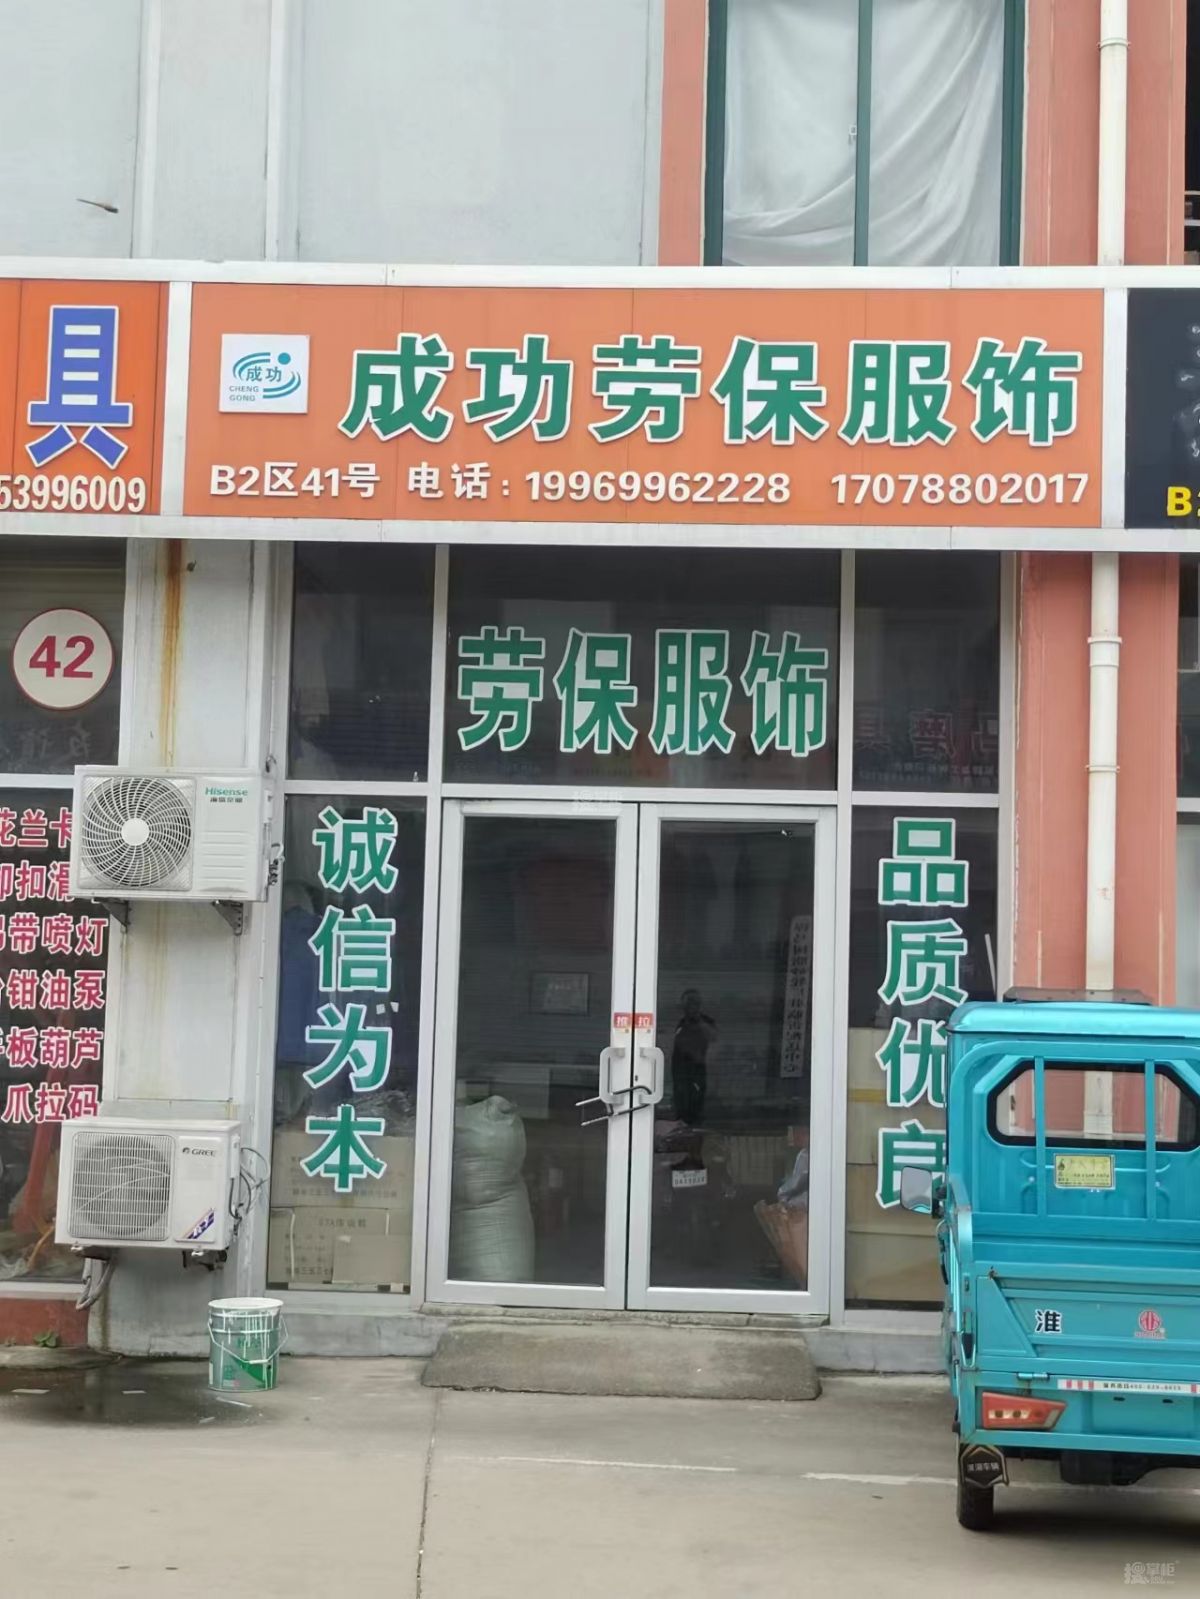 具
53996009
成功
CHENG
GONG
成功劳保服饰
B2区41号 电话：19969962228 17078802017
42
劳保服饰
Hisense
诚信为本
品质优良
花兰卡
卸扣滑
带喷灯
钳油泵
板葫芦
爪拉码
GREE
推 拉
淮